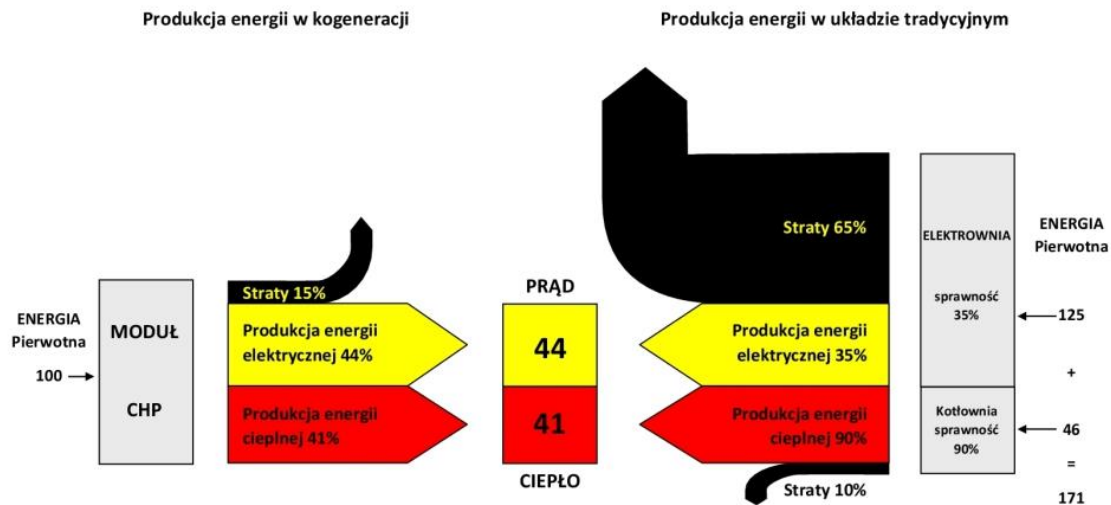 Produkcja energii w kogeneracji
Produkcja energii w układzie tradycyjnym
ENERGIA
Pierwotna
100
MODUŁ
CHP
Straty 15%
Produkcja energii
elektrycznej 44%
Produkcja energii
cieplnej 41%
PRĄD
44
41
CIEPŁO
Straty 65%
Produkcja energii
elektrycznej 35%
Produkcja energii
cieplnej 90%
Straty 10%
ELEKTROWNIA
sprawność
35%
Kotłownia
sprawność
90%
ENERGIA
Pierwotna
125
+
46
=
171